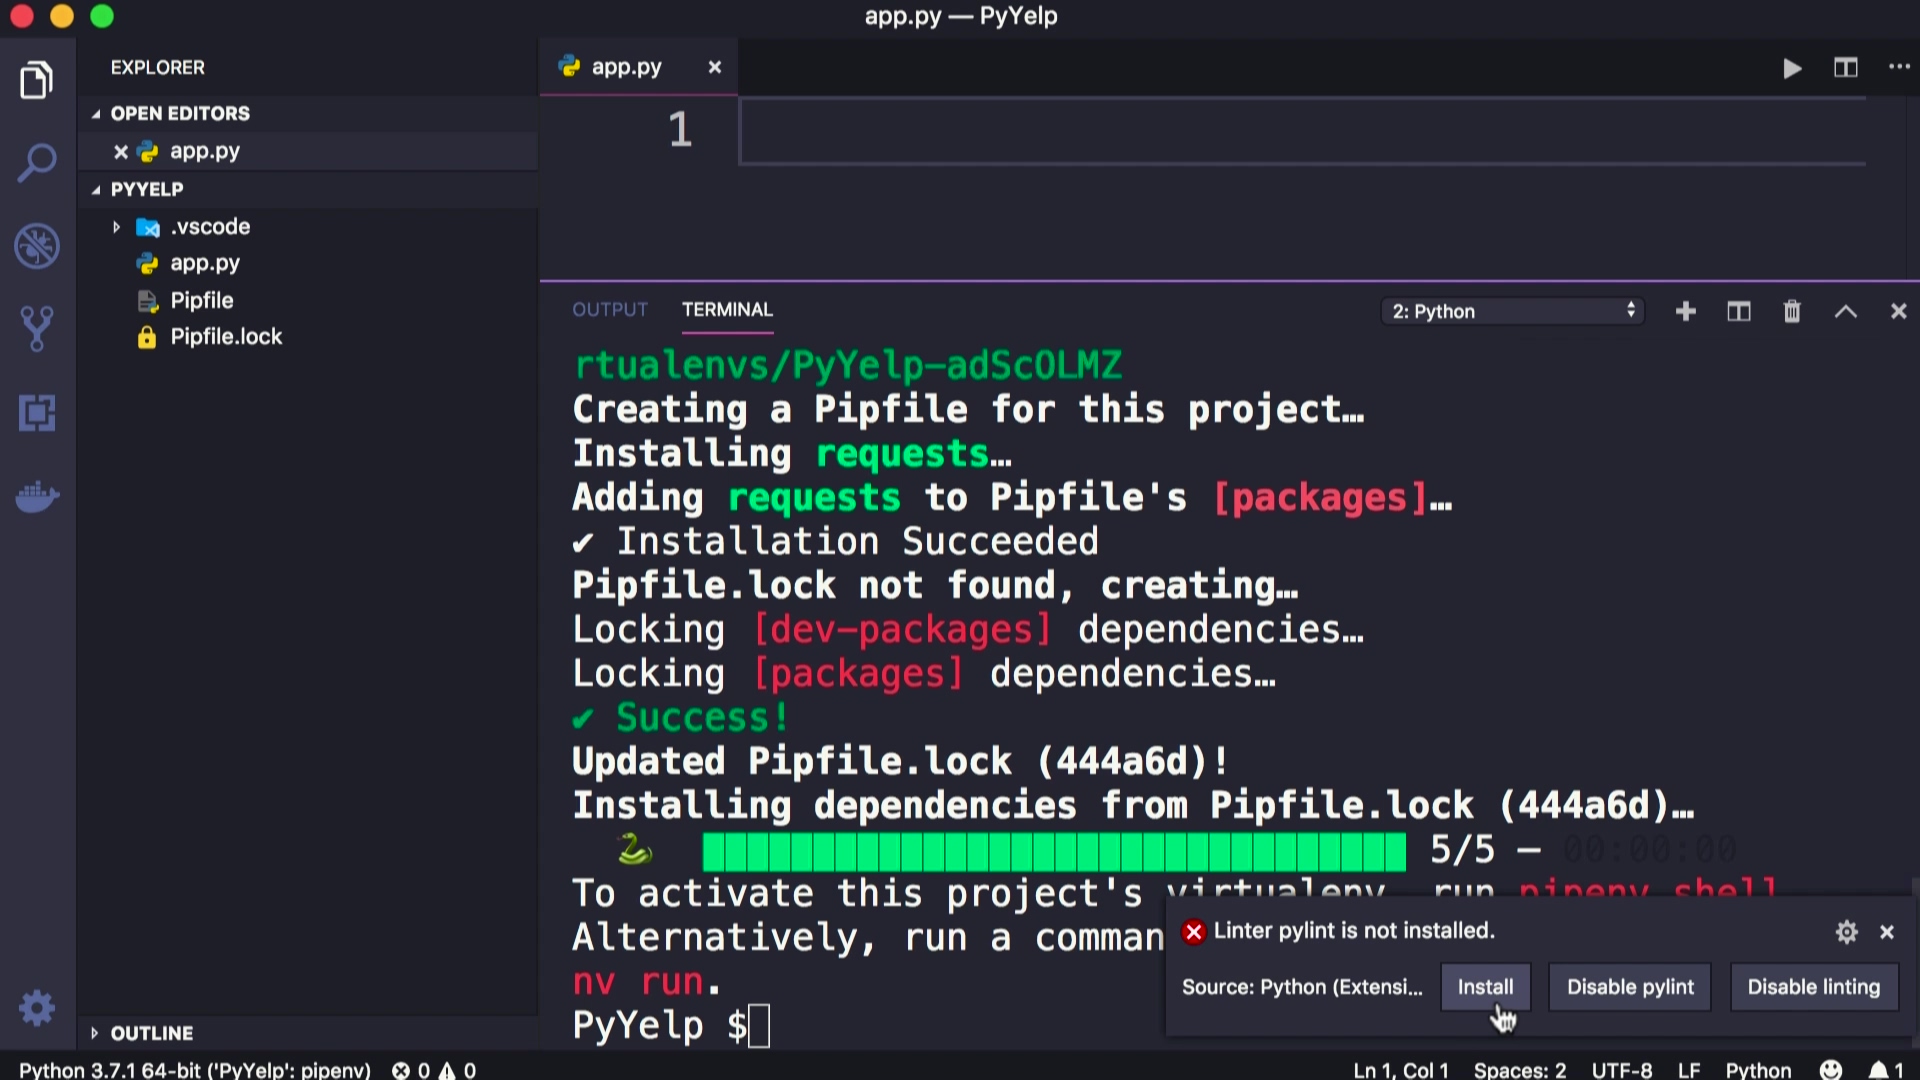 app.py — PyYelp
EXPLORER
OPEN EDITORS
app.py
PYYELP
.vscode
app.py
Pipfile
Pipfile.lock
OUTLINE
app.py
1
OUTPUT
TERMINAL
2: Python
rtualenvs/PyYelp-adScOLMZ
Creating a Pipfile for this project…
Installing requests…
Adding requests to Pipfile's [packages]…
✔ Installation Succeeded
Pipfile.lock not found, creating…
Locking [dev-packages] dependencies…
Locking [packages] dependencies…
✔ Success!
Updated Pipfile.lock (444a6d)!
Installing dependencies from Pipfile.lock (444a6d)…
5/5 — 00:00:00
To activate this project's virtualenv, run pipenv shell
Alternatively, run a comman
nv run.
PyYelp $
Linter pylint is not installed.
Source: Python (Extensi...
Install
Disable pylint
Disable linting
Python 3.7.1 64-bit ('PyYelp': pipenv)
0
0
Ln 1, Col 1
Spaces: 2
UTF-8
LF
Python
1